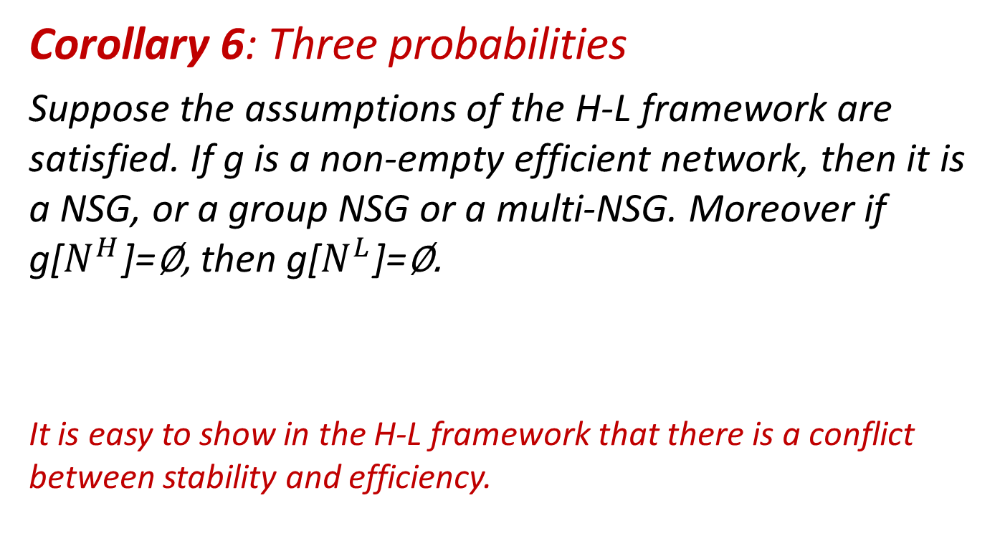 Corollary 6: Three probabilities
Suppose the assumptions of the H-L framework are
satisfied. If g is a non-empty efficient network, then it is
a NSG, or a group NSG or a multi-NSG. Moreover if
g[N^H]=∅, then g[N^L]=∅.
It is easy to show in the H-L framework that there is a conflict
between stability and efficiency.